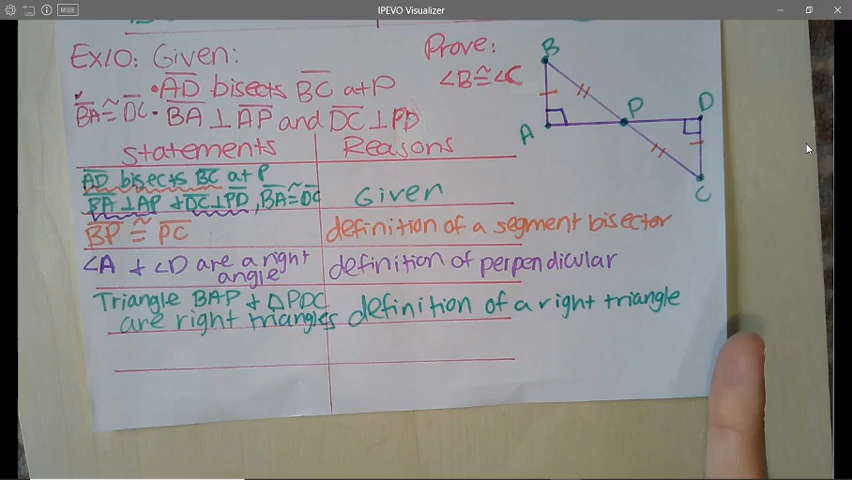 IPEVO Visualizer
MODE
Ex10: Given:
Prove:
∠B≅∠C
• AD bisects BC at P
BA≅DC • BA ⊥ AP and DC ⊥ PD
Statements Reasons
AD bisects BC at P
BA ⊥ AP + DC ⊥ PD, BA≅DC Given
BP ≅ PC definition of a segment bisector
∠A + ∠D are a right angle definition of perpendicular
Triangle BAP + △PDC
are right triangles definition of a right triangle
B
P
D
A
C